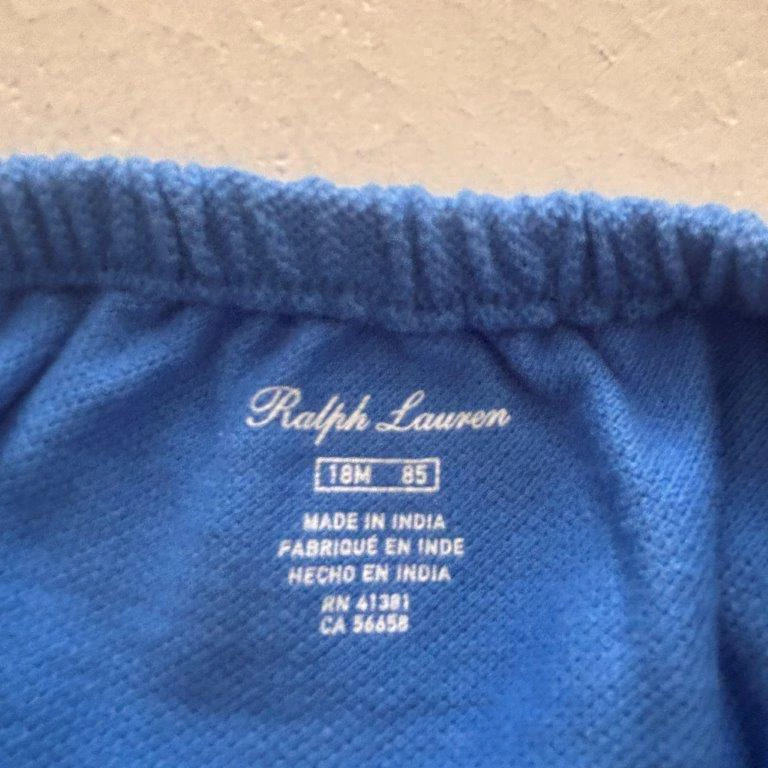 Ralph Lauren
18M 85
MADE IN INDIA
FABRIQUÉ EN INDE
HECHO EN INDIA
RN 41381
CA 56658